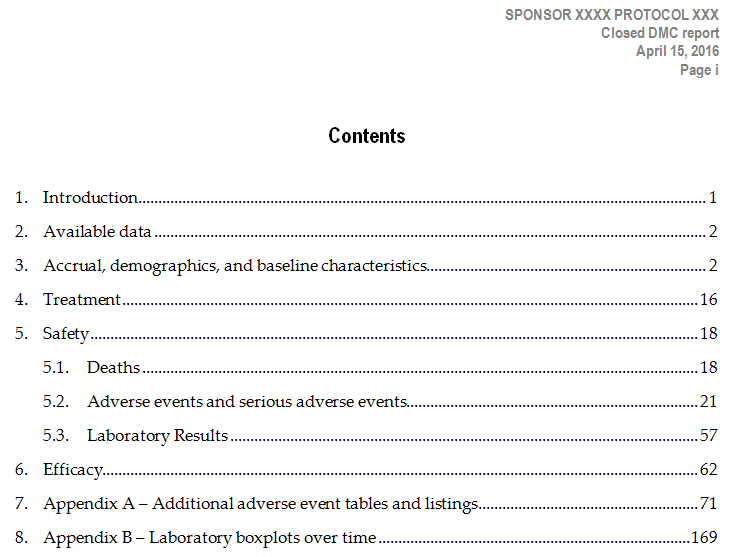 SPONSOR XXXX PROTOCOL XXX
Closed DMC report
April 15, 2016
Page i
Contents
1. Introduction........................................................................................................................1
2. Available data.....................................................................................................................2
3. Accrual, demographics, and baseline characteristics...........................................................2
4. Treatment..........................................................................................................................16
5. Safety................................................................................................................................18
5.1. Deaths............................................................................................................................18
5.2. Adverse events and serious adverse events.....................................................................21
5.3. Laboratory Results..........................................................................................................57
6. Efficacy..............................................................................................................................62
7. Appendix A – Additional adverse event tables and listings................................................71
8. Appendix B – Laboratory boxplots over time...................................................................169